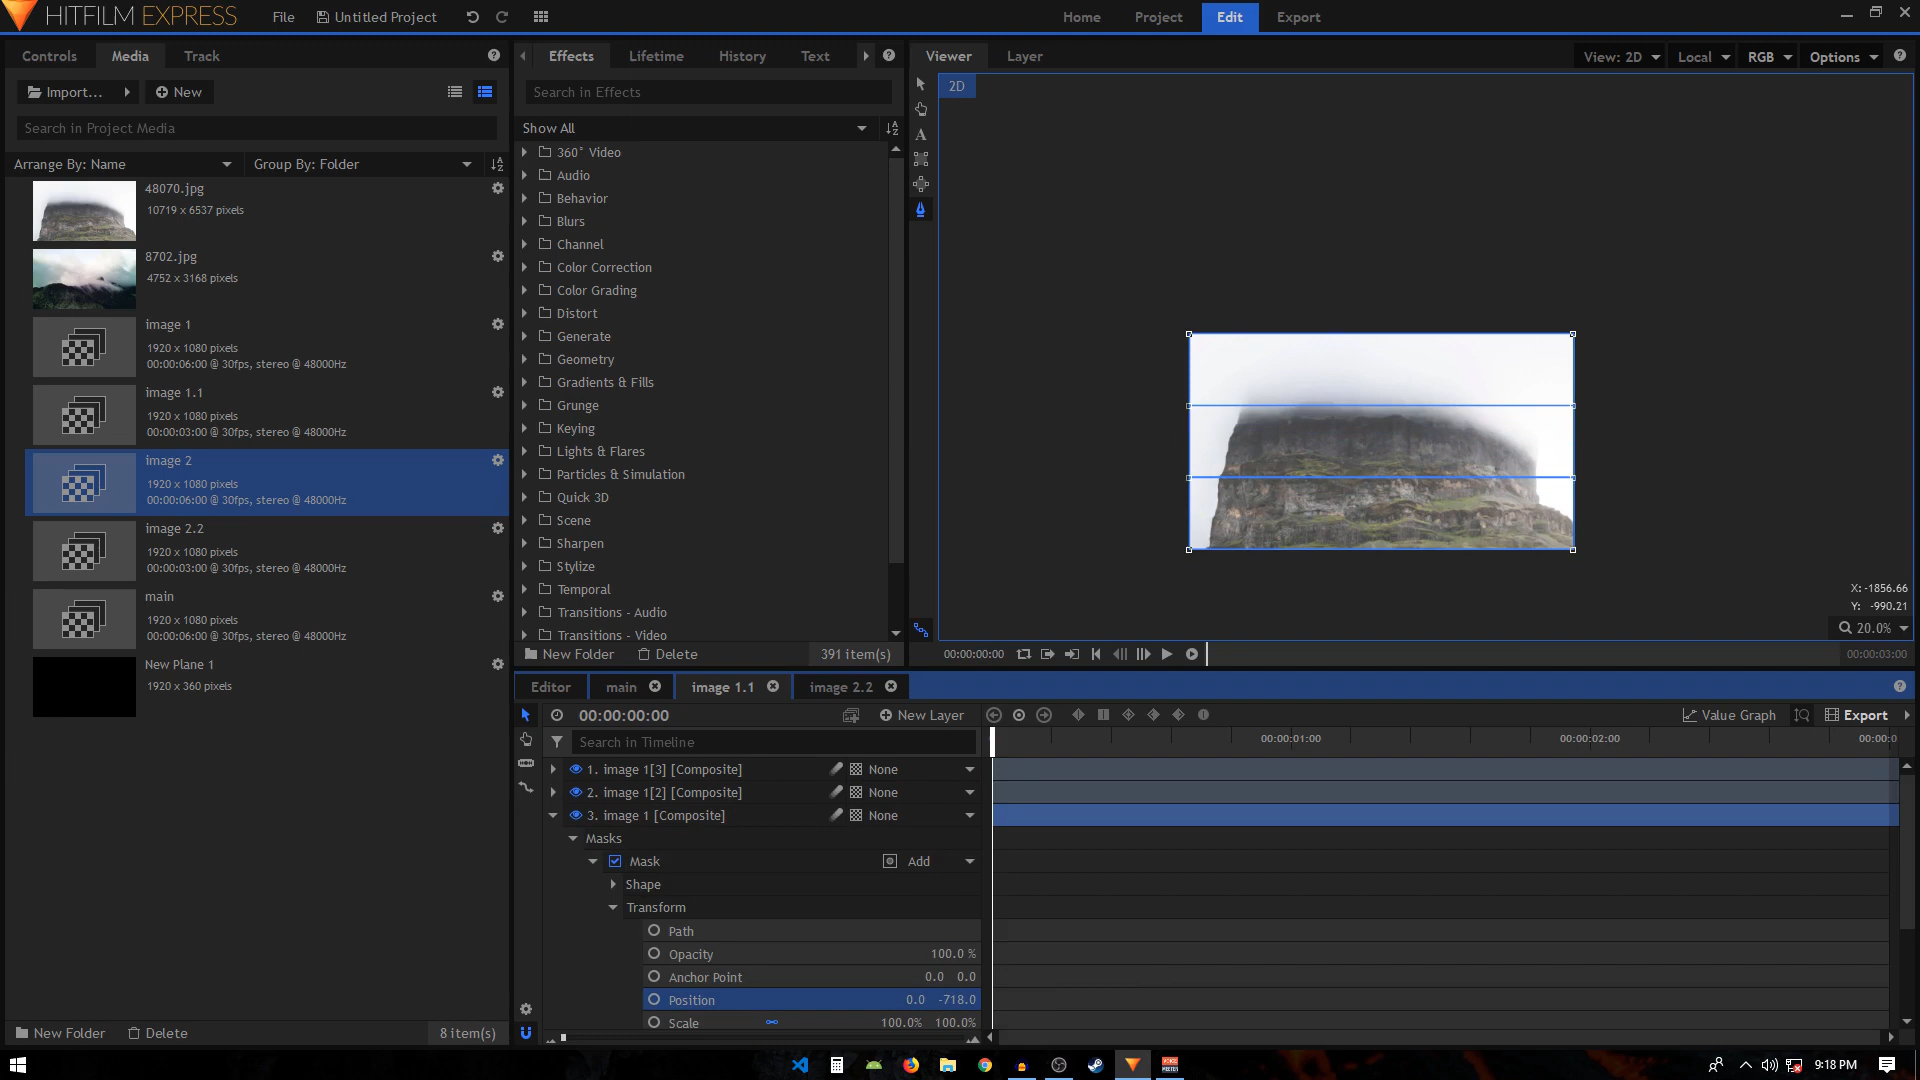 HITFILM EXPRESS
File
Untitled Project
Home
Project
Edit
Export
Controls
Media
Track
Import...
New
Search in Project Media
Arrange By: Name
Group By: Folder
48070.jpg
10719 x 6537 pixels
8702.jpg
4752 x 3168 pixels
image 1
1920 x 1080 pixels
00:00:06:00 @ 30fps, stereo @ 48000Hz
image 1.1
1920 x 1080 pixels
00:00:03:00 @ 30fps, stereo @ 48000Hz
image 2
1920 x 1080 pixels
00:00:06:00 @ 30fps, stereo @ 48000Hz
image 2.2
1920 x 1080 pixels
00:00:03:00 @ 30fps, stereo @ 48000Hz
main
1920 x 1080 pixels
00:00:06:00 @ 30fps, stereo @ 48000Hz
New Plane 1
1920 x 360 pixels
New Folder
Delete
8 item(s)
Effects
Lifetime
History
Text
Search in Effects
Show All
360° Video
Audio
Behavior
Blurs
Channel
Color Correction
Color Grading
Distort
Generate
Geometry
Gradients & Fills
Grunge
Keying
Lights & Flares
Particles & Simulation
Quick 3D
Scene
Sharpen
Stylize
Temporal
Transitions - Audio
Transitions - Video
New Folder
Delete
391 item(s)
Viewer
Layer
View: 2D
Local
RGB
Options
2D
X: -1856.66
Y: -990.21
20.0%
00:00:00:00
00:00:03:00
Editor
main
image 1.1
image 2.2
00:00:00:00
New Layer
Value Graph
Export
Search in Timeline
00:00:01:00
00:00:02:00
00:00:0
1. image 1[3] [Composite]
None
2. image 1[2] [Composite]
None
3. image 1 [Composite]
None
Masks
Mask
Add
Shape
Transform
Path
Opacity
100.0 %
Anchor Point
0.0 0.0
Position
0.0 -718.0
Scale
100.0% 100.0%
9:18 PM